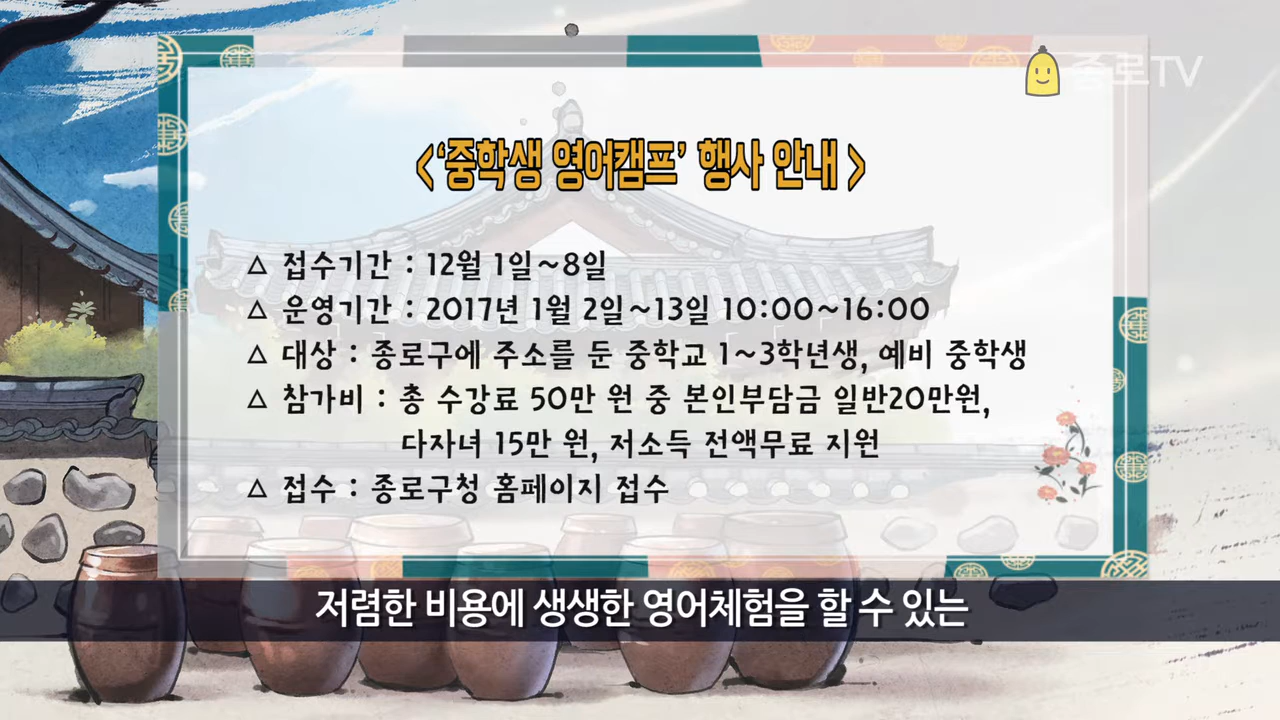 종로TV
<‘중학생 영어캠프’ 행사 안내>
△ 접수기간 : 12월 1일~8일
△ 운영기간 : 2017년 1월 2일~13일 10:00~16:00
△ 대상 : 종로구에 주소를 둔 중학교 1~3학년생, 예비 중학생
△ 참가비 : 총 수강료 50만 원 중 본인부담금 일반20만원,
다자녀 15만 원, 저소득 전액무료 지원
△ 접수 : 종로구청 홈페이지 접수
저렴한 비용에 생생한 영어체험을 할 수 있는